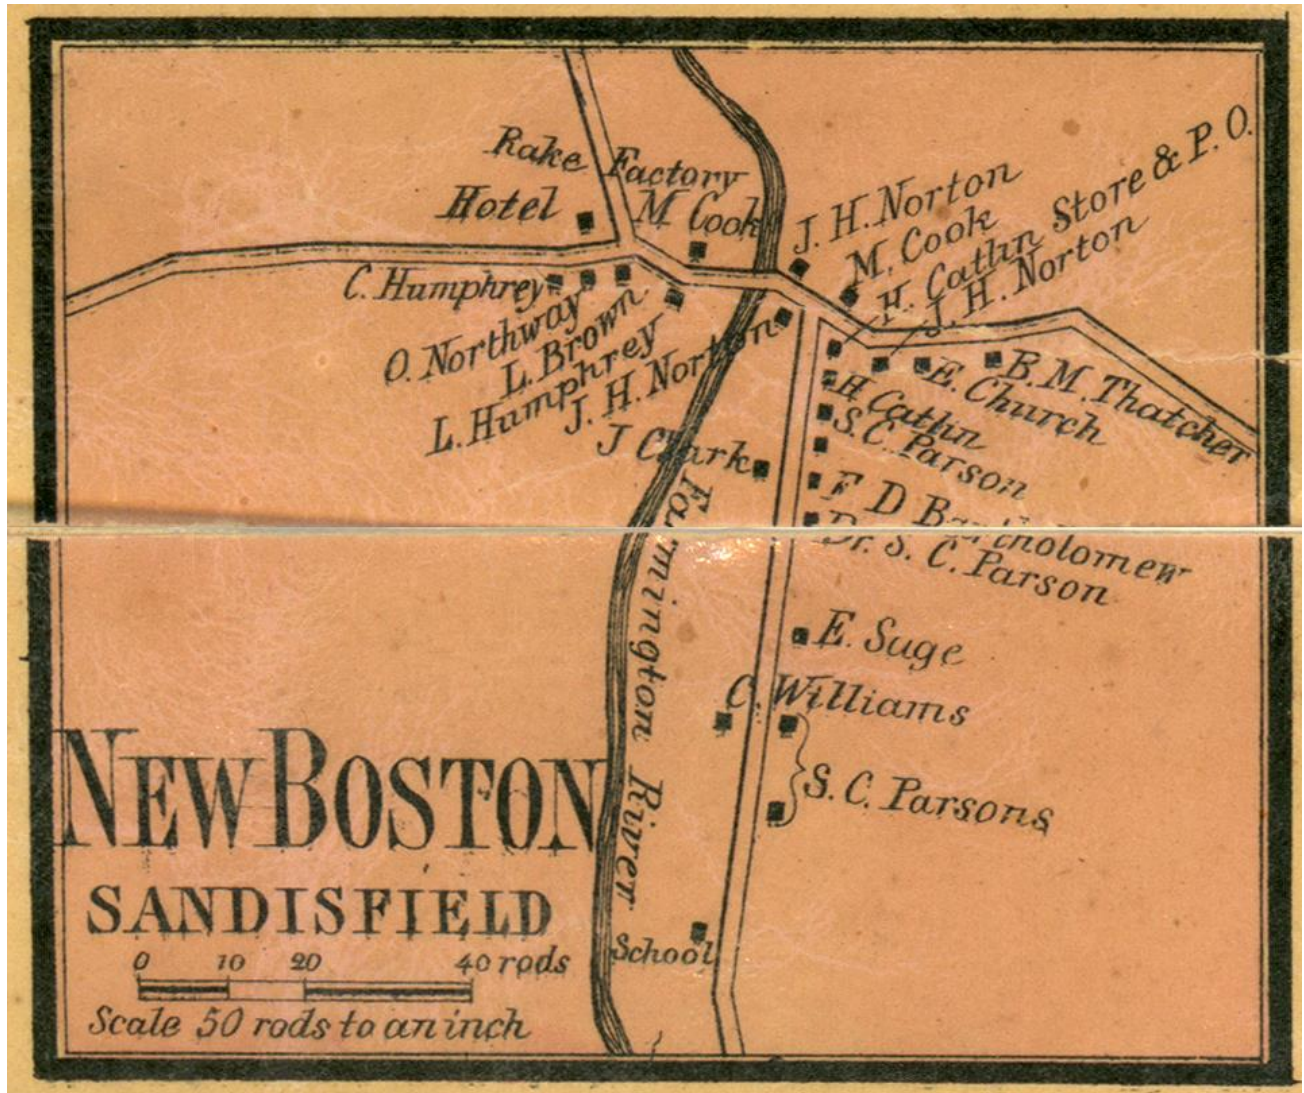 Rake Factory
Hotel
M Cook
J. H. Norton
M. Cook
H. Catlin Store & P. O.
J. H. Norton
C. Humphrey
O. Northway
L. Brown
L. Humphrey
J. H. Norton
J Clark
B. M. Thatcher
E. Church
H Catlin
S. C. Parson
F D Bartholomew
Dr. S. C. Parson
Farmington River
E. Suge
C. Williams
S. C. Parsons
School
NEW BOSTON
SANDISFIELD
0 10 20 40 rods
Scale 50 rods to an inch